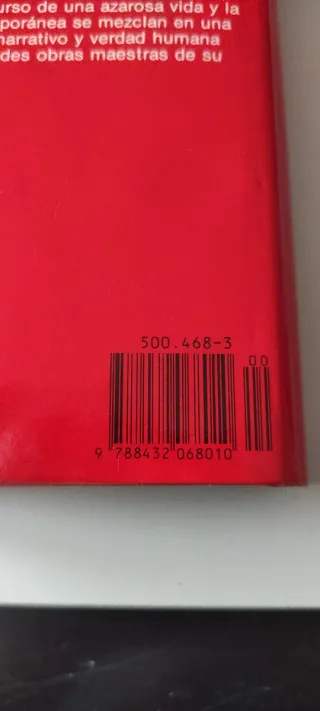 urso de una azarosa vida y la
poránea se mezclan en una
narrativo y verdad humana
des obras maestras de su
500.468-3
00
9 788432 068010